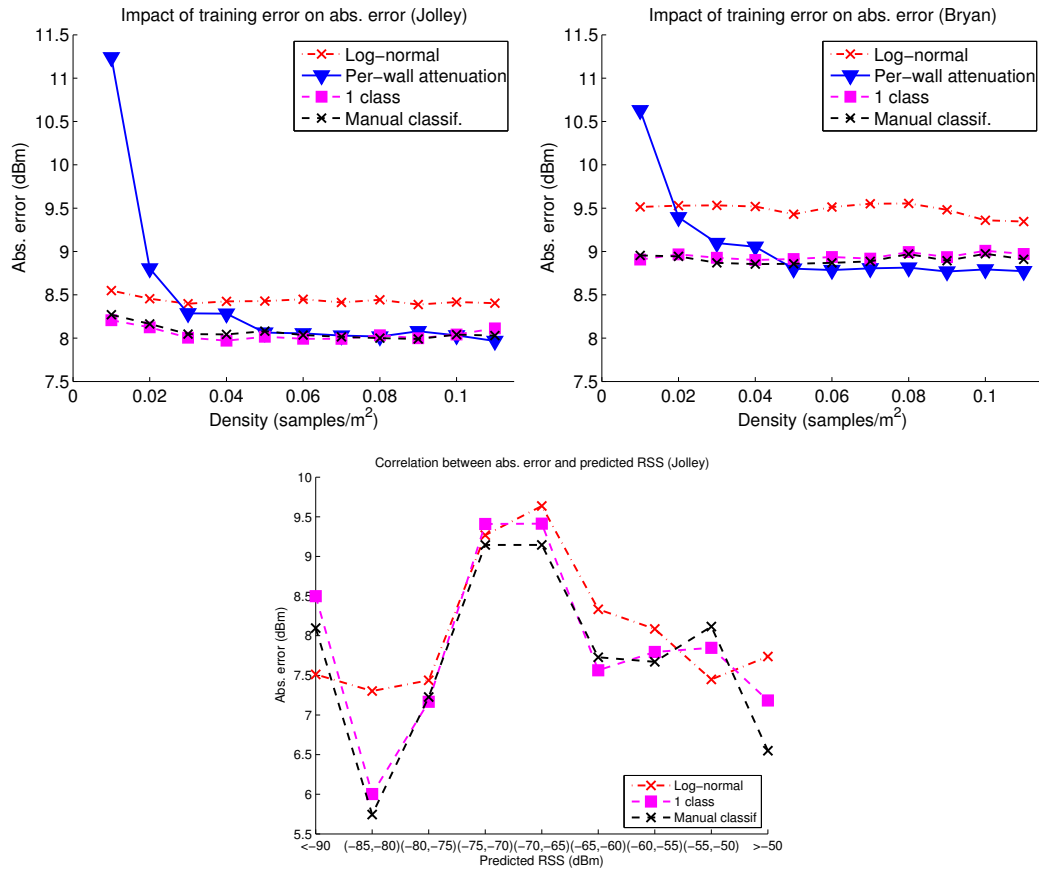 Impact of training error on abs. error (Jolley)
11.5
11
10.5
10
9.5
9
8.5
8
7.5
Abs. error (dBm)
0
0.02
0.04
0.06
0.08
0.1
Density (samples/m²)
Log−normal
Per−wall attenuation
1 class
Manual classif.
Impact of training error on abs. error (Bryan)
11.5
11
10.5
10
9.5
9
8.5
8
7.5
Abs. error (dBm)
0
0.02
0.04
0.06
0.08
0.1
Density (samples/m²)
Log−normal
Per−wall attenuation
1 class
Manual classif.
Correlation between abs. error and predicted RSS (Jolley)
10
9.5
9
8.5
8
7.5
7
6.5
6
5.5
Abs. error (dBm)
<−90 (−85,−80)(−80,−75)(−75,−70)(−70,−65)(−65,−60)(−60,−55)(−55,−50) >−50
Predicted RSS (dBm)
Log−normal
1 class
Manual classif